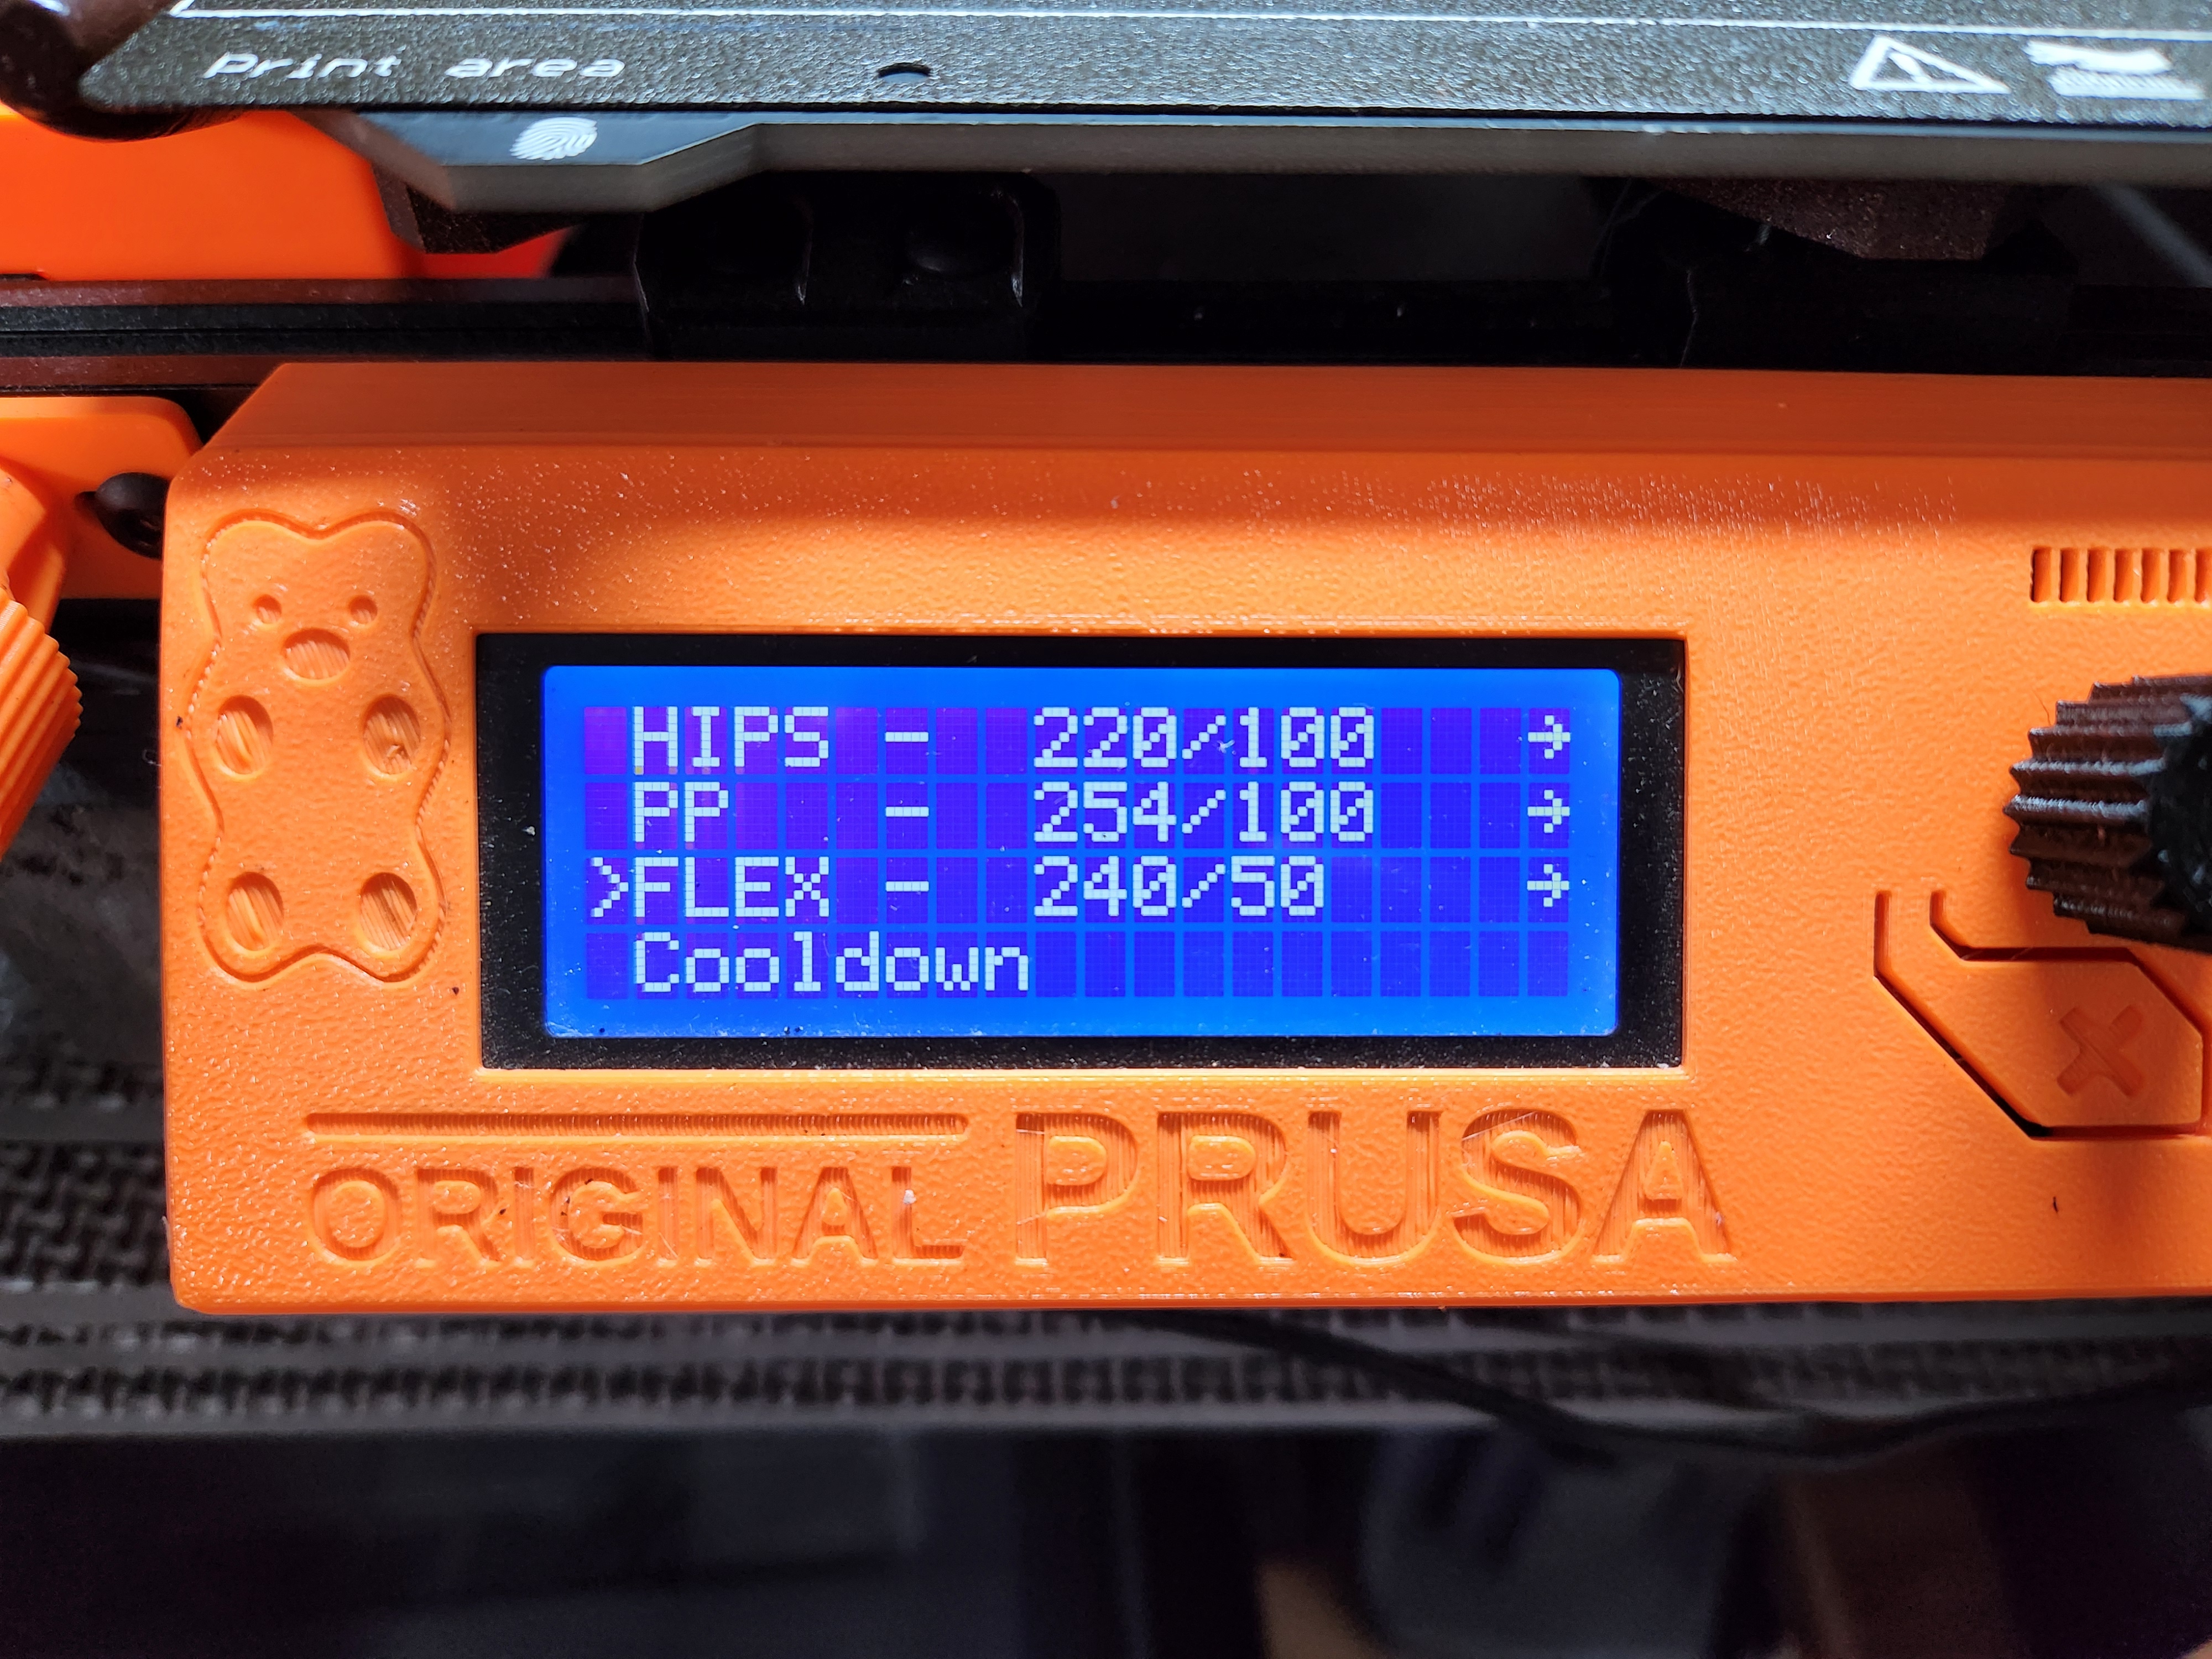 Print area
HIPS - 220/100 →
PP - 254/100 →
>FLEX - 240/50 →
Cooldown
ORIGINAL PRUSA